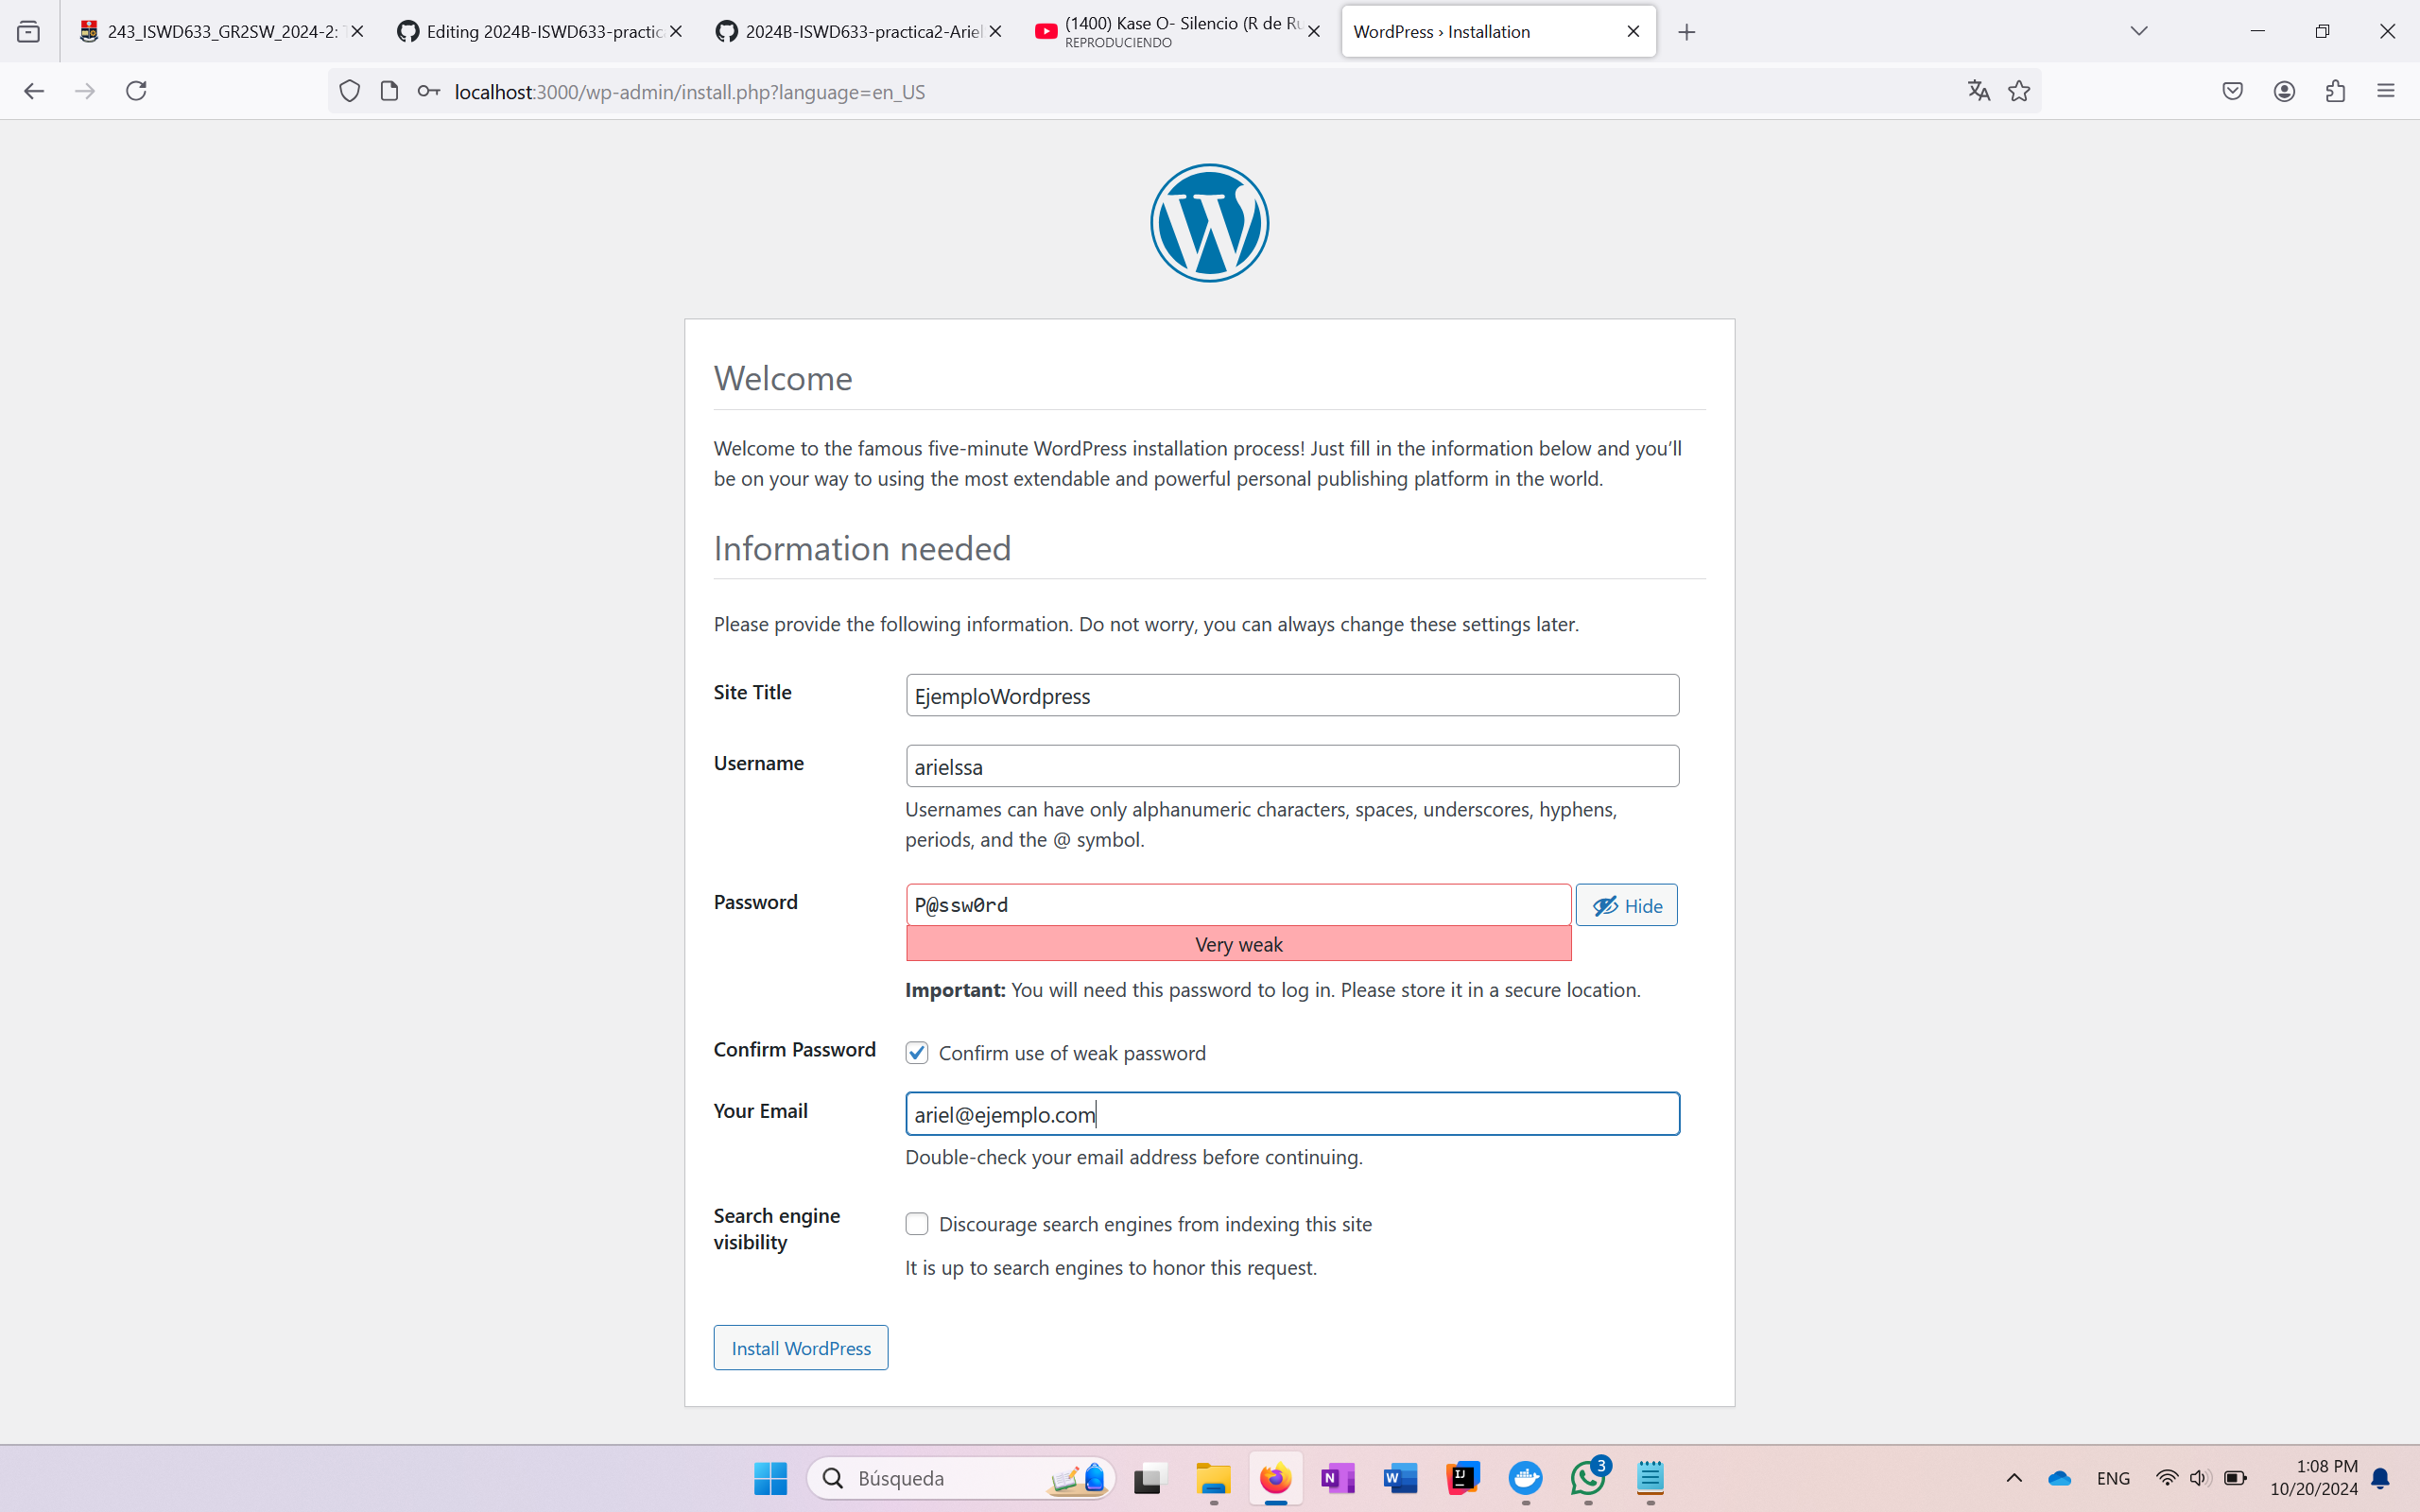 243_ISWD633_GR2SW_2024-2:
Editing 2024B-ISWD633-practic
2024B-ISWD633-practica2-Ariel
(1400) Kase O- Silencio (R de Ru
REPRODUCIENDO
WordPress › Installation
localhost:3000/wp-admin/install.php?language=en_US
Welcome
Welcome to the famous five-minute WordPress installation process! Just fill in the information below and you’ll
be on your way to using the most extendable and powerful personal publishing platform in the world.
Information needed
Please provide the following information. Do not worry, you can always change these settings later.
Site Title
EjemploWordpress
Username
arielssa
Usernames can have only alphanumeric characters, spaces, underscores, hyphens,
periods, and the @ symbol.
Password
P@ssw0rd
Hide
Very weak
Important: You will need this password to log in. Please store it in a secure location.
Confirm Password
Confirm use of weak password
Your Email
ariel@ejemplo.com
Double-check your email address before continuing.
Search engine
visibility
Discourage search engines from indexing this site
It is up to search engines to honor this request.
Install WordPress
Búsqueda
3
ENG
1:08 PM
10/20/2024